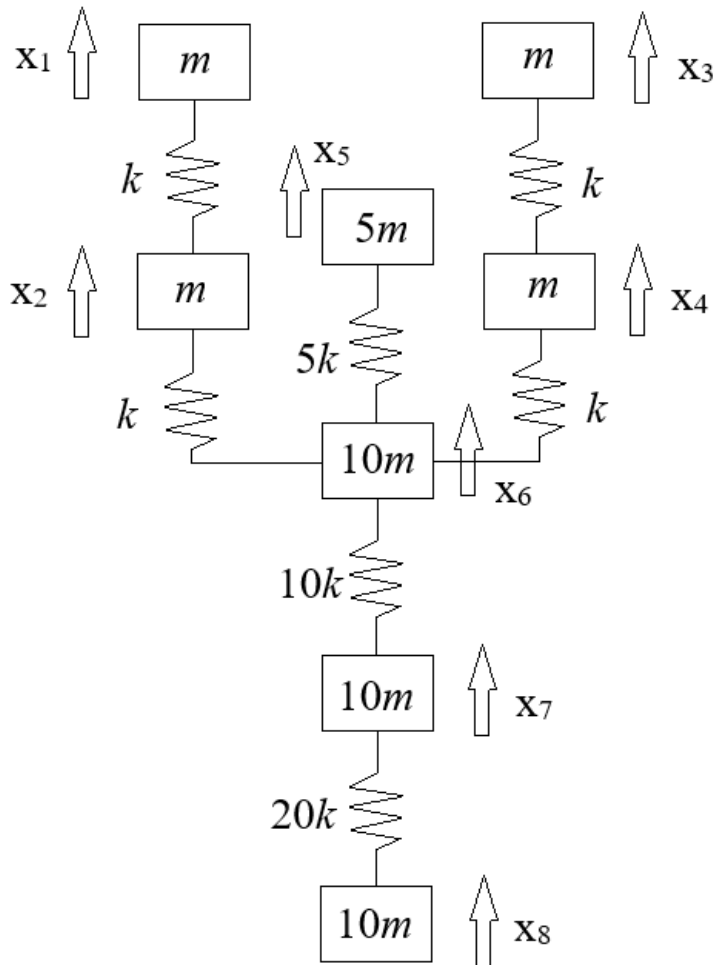 x₁ m m x₃
x₅
k k
5m
x₂ m m x₄
5k
k k
10m
x₆
10k
10m x₇
20k
10m x₈